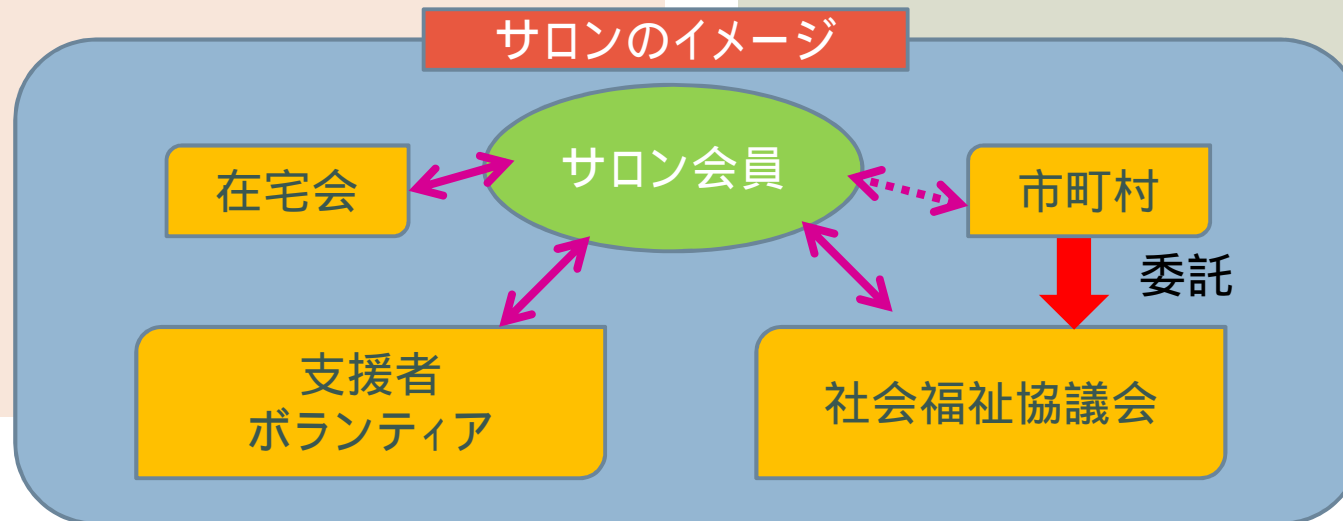 サロンのイメージ
サロン会員
在宅会
市町村
委託
支援者
ボランティア
社会福祉協議会